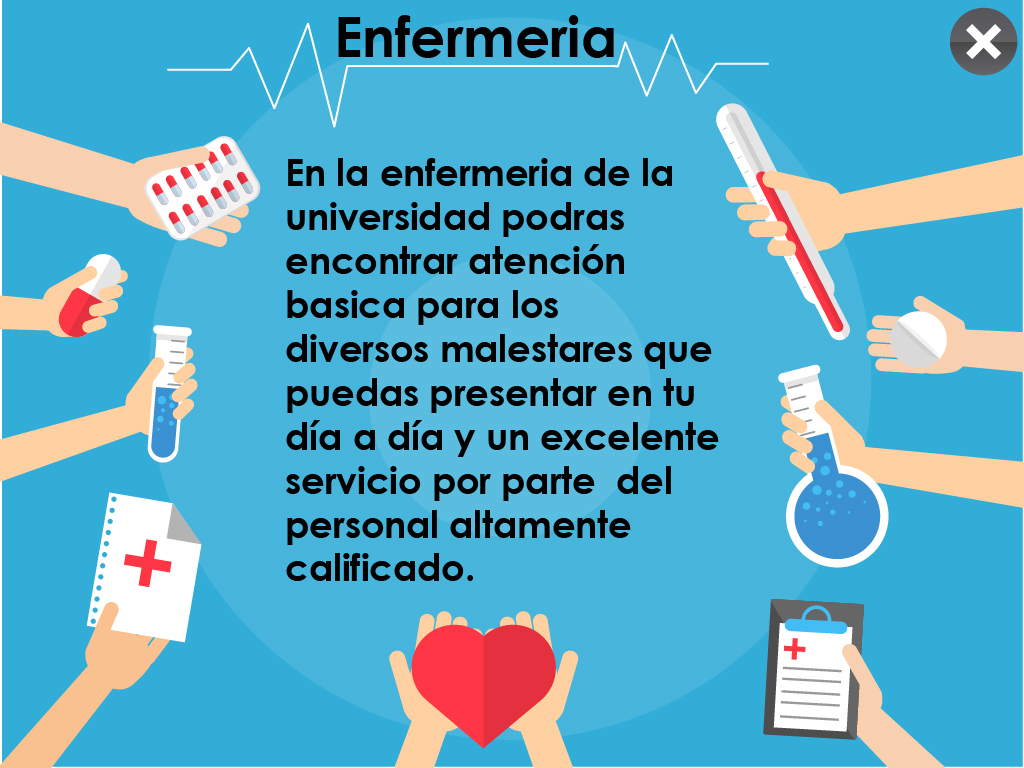 Enfermeria
En la enfermeria de la
universidad podras
encontrar atención
basica para los
diversos malestares que
puedas presentar en tu
día a día y un excelente
servicio por parte  del
personal altamente
calificado.